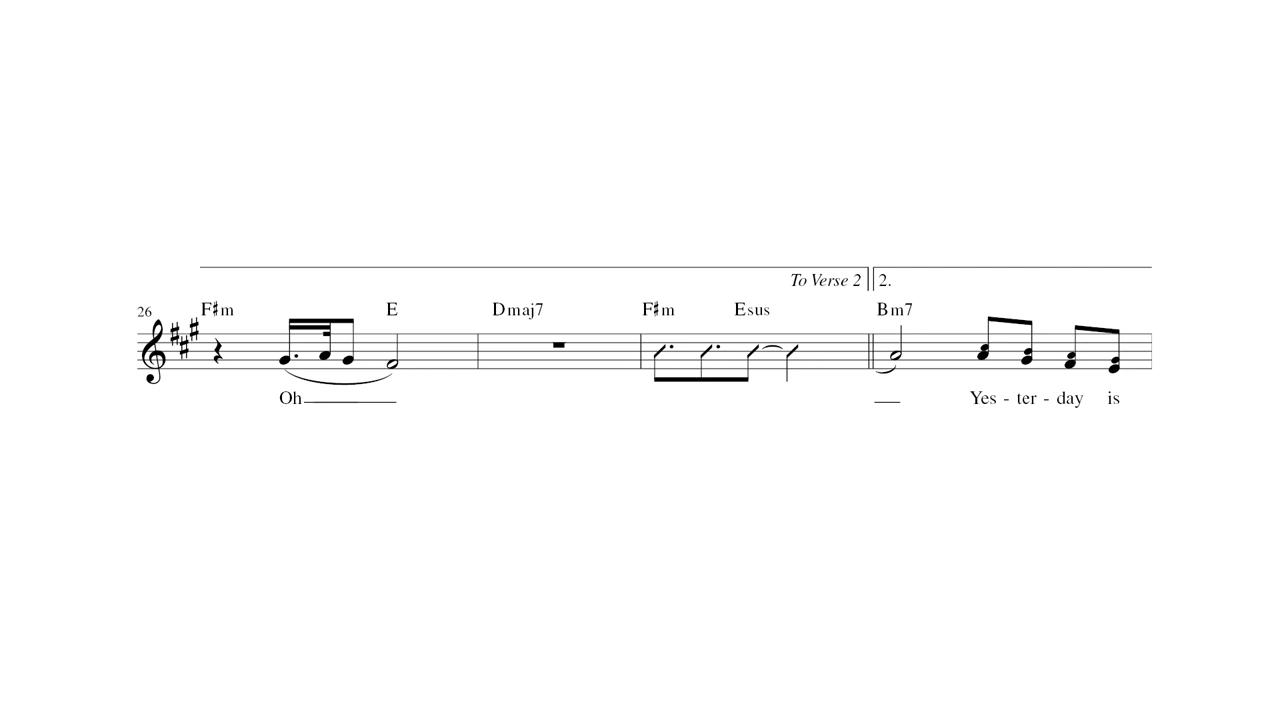 To Verse 2 2.
26 F♯m E Dmaj7 F♯m Esus Bm7
Oh Yes - ter - day is